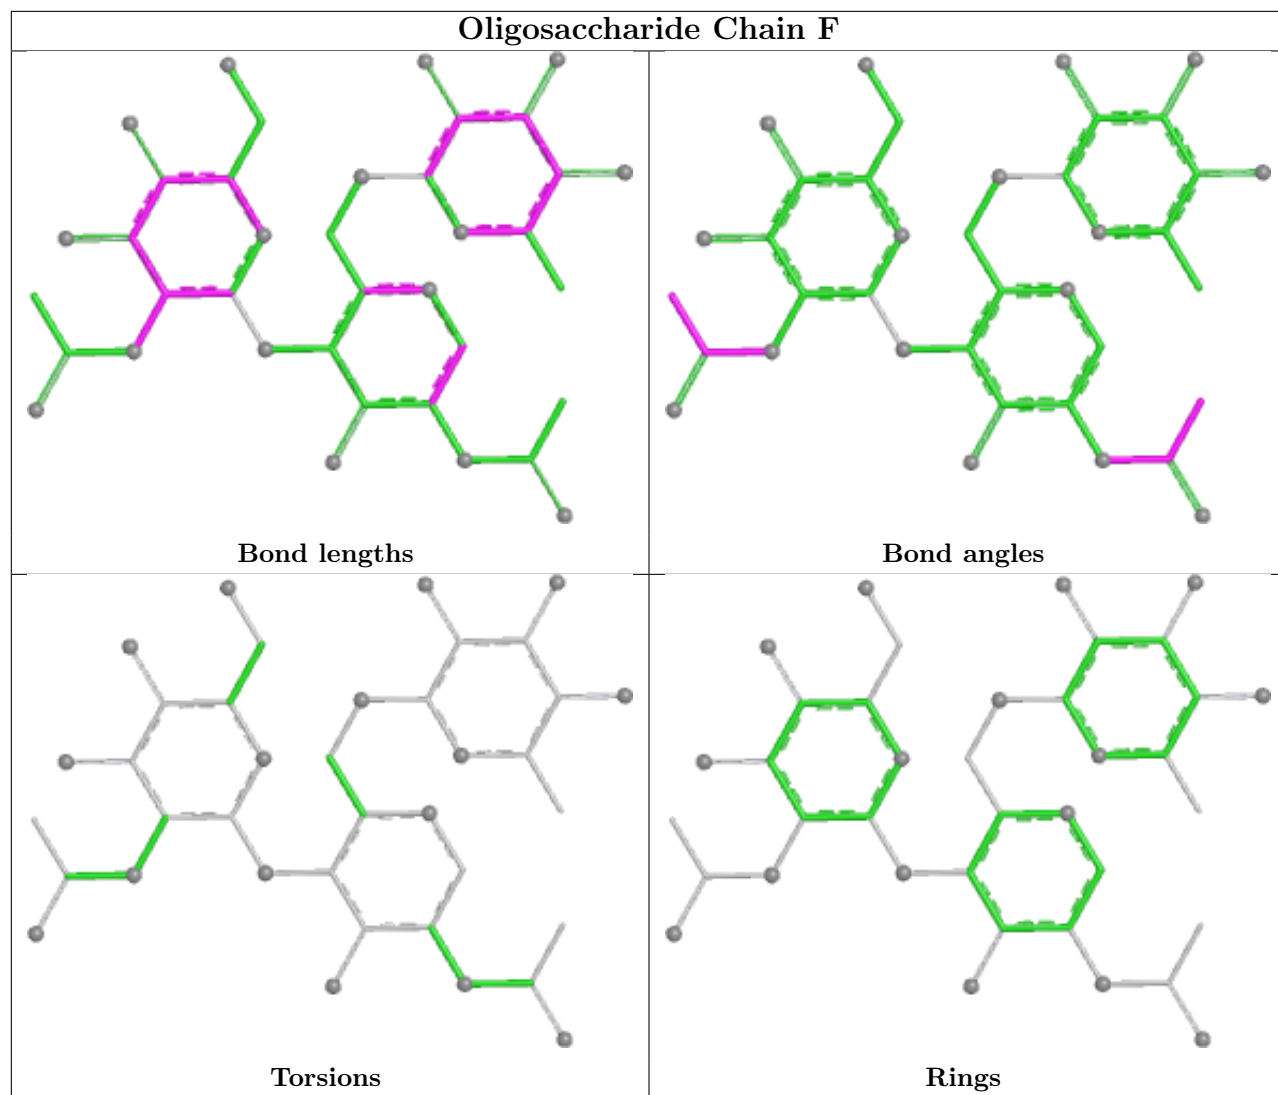 Oligosaccharide Chain F
Bond lengths
Bond angles
Torsions
Rings